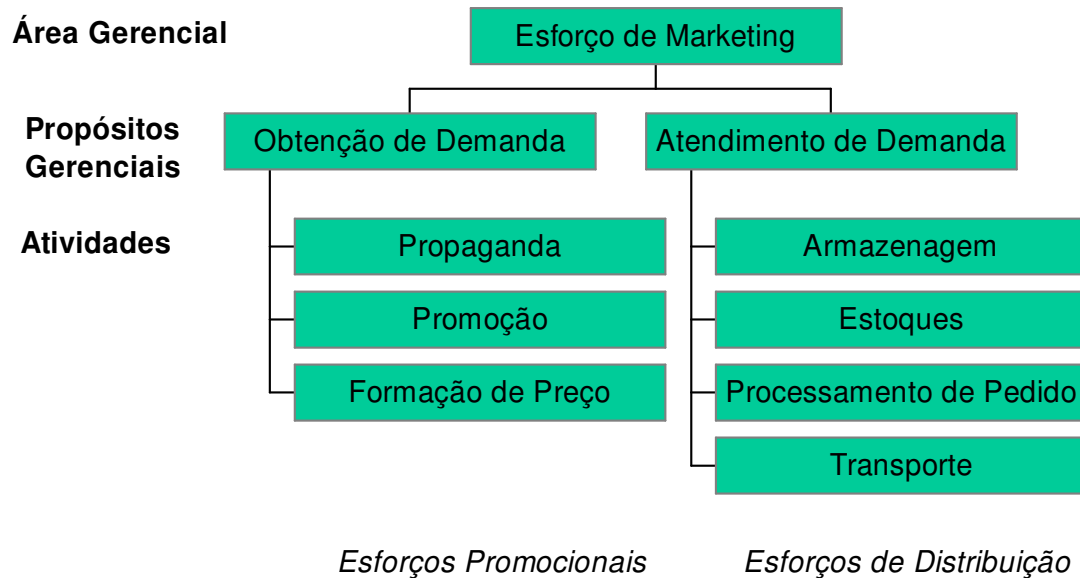 Área Gerencial
Esforço de Marketing
Propósitos
Gerenciais
Obtenção de Demanda
Atendimento de Demanda
Atividades
Propaganda
Armazenagem
Promoção
Estoques
Formação de Preço
Processamento de Pedido
Transporte
Esforços Promocionais
Esforços de Distribuição